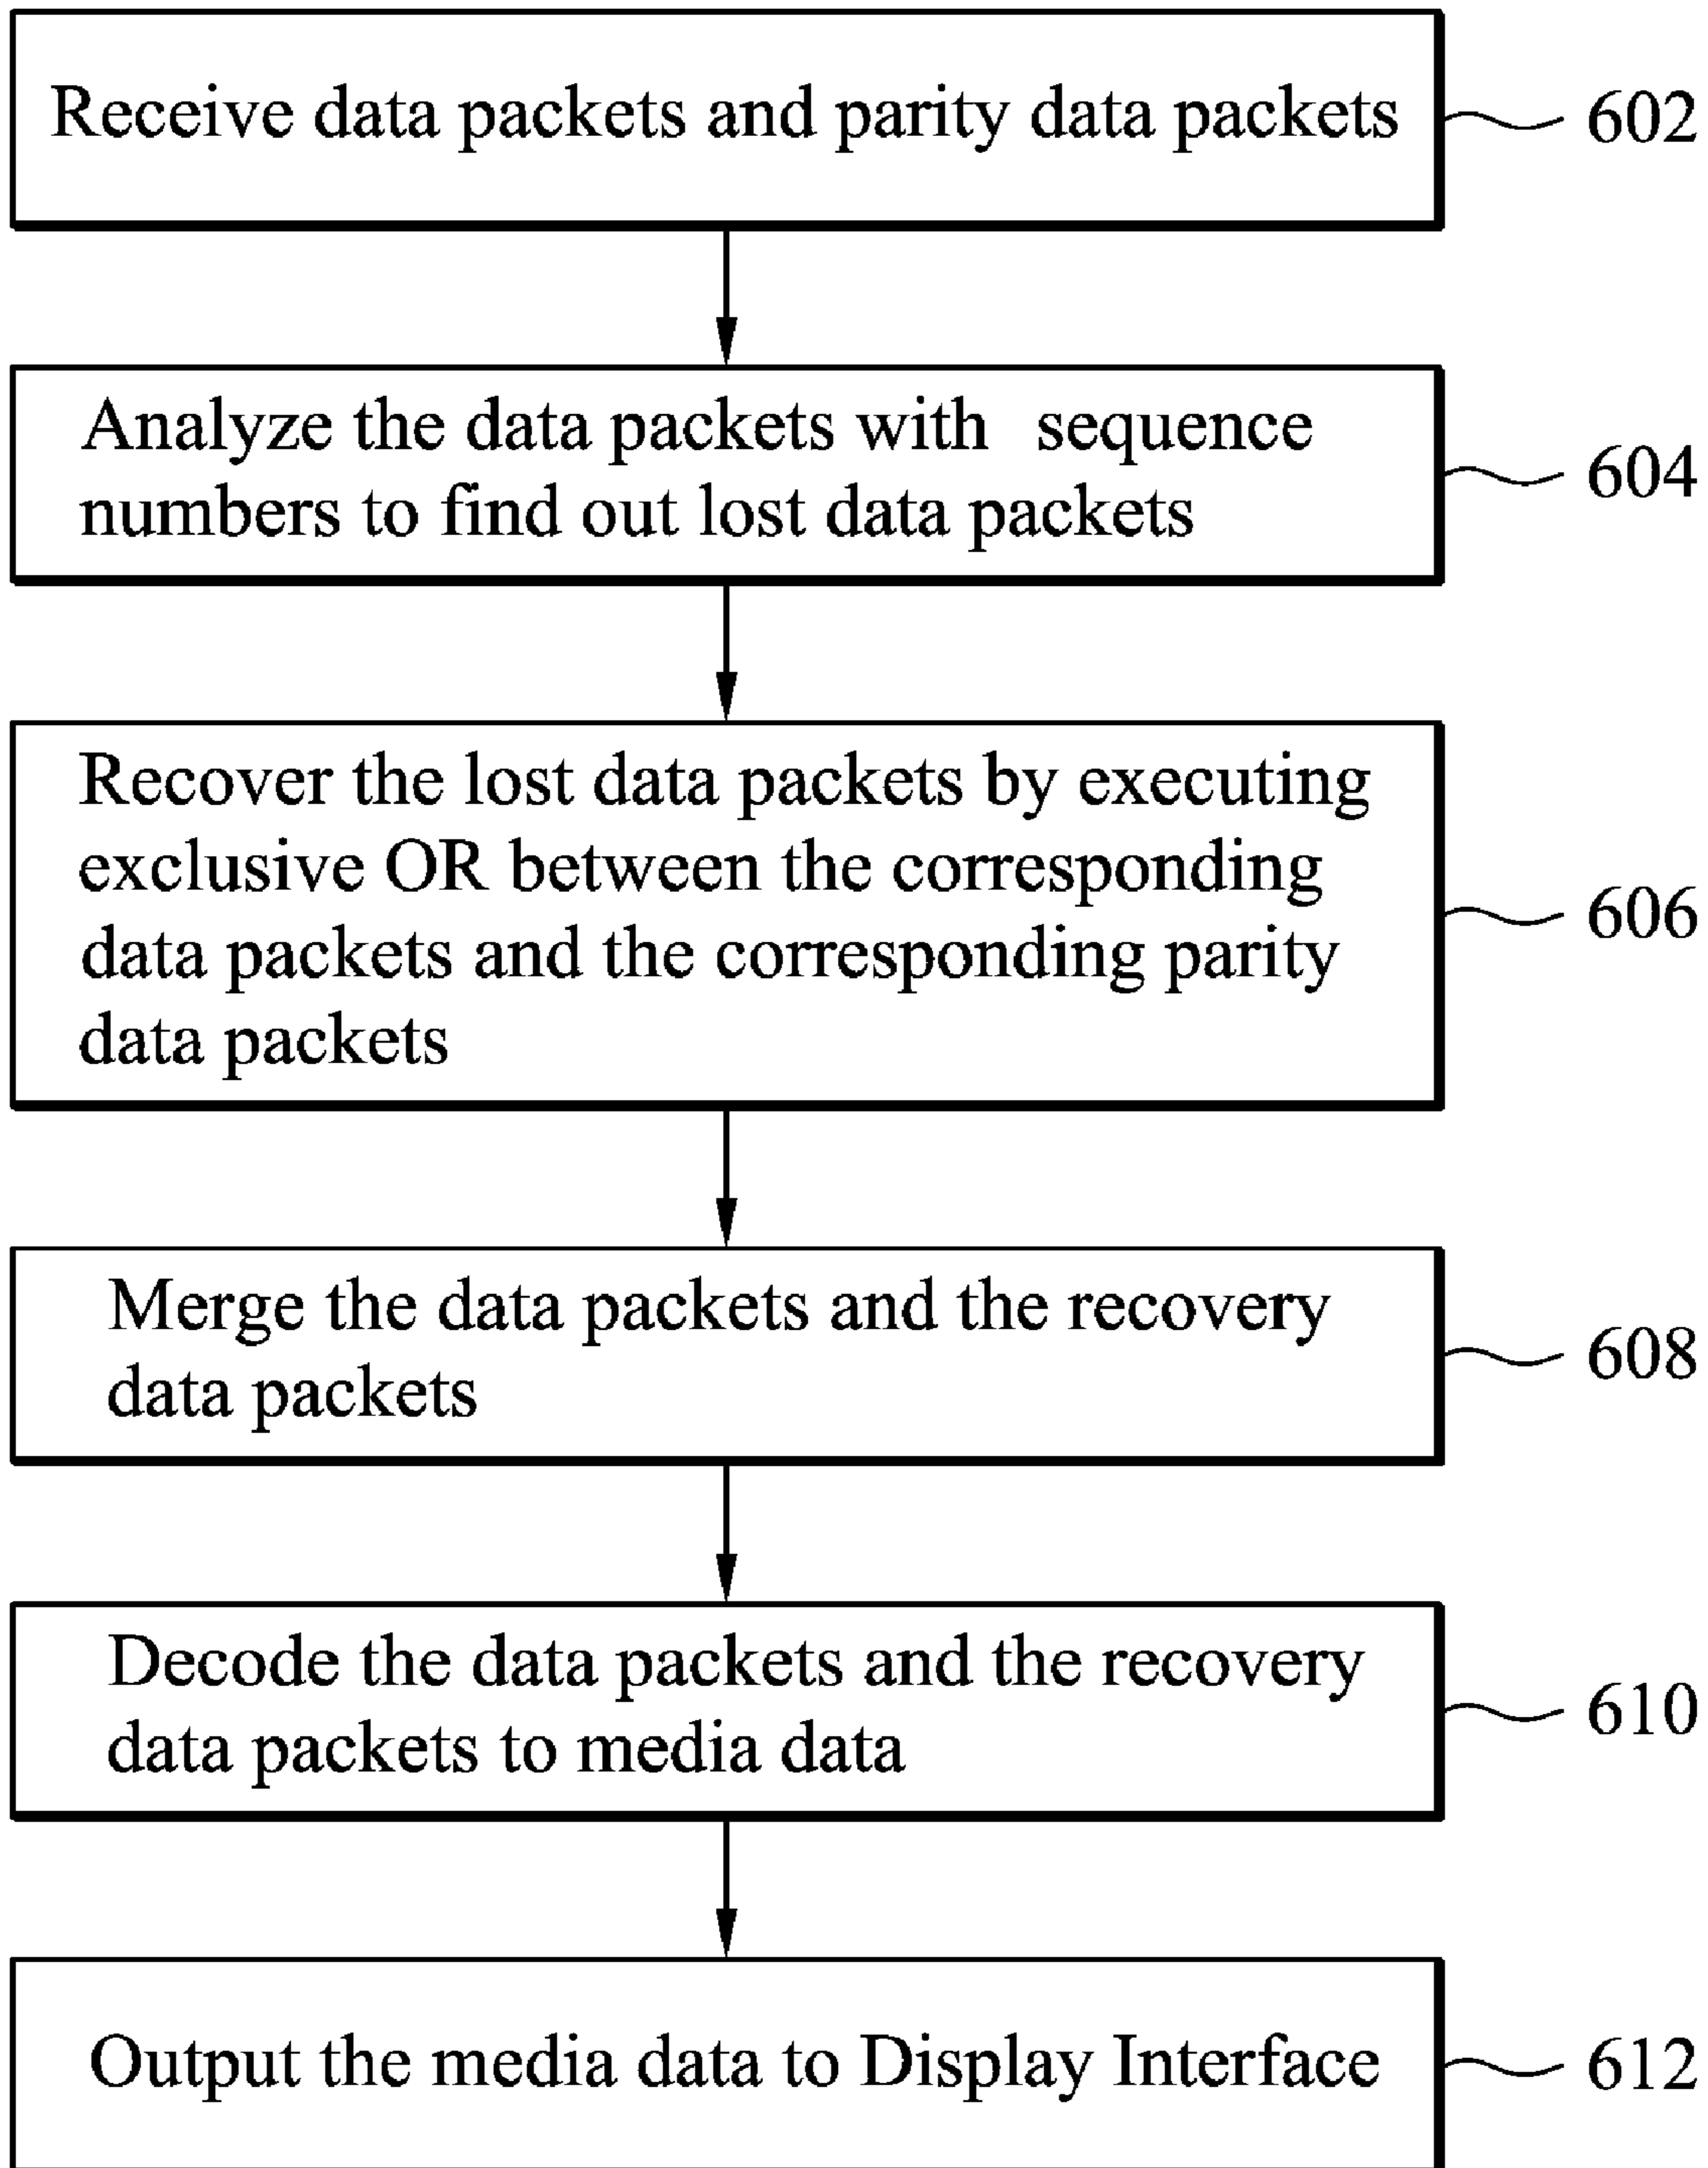 Receive data packets and parity data packets
602
Analyze the data packets with sequence
numbers to find out lost data packets
604
Recover the lost data packets by executing
exclusive OR between the corresponding
data packets and the corresponding parity
data packets
606
Merge the data packets and the recovery
data packets
608
Decode the data packets and the recovery
data packets to media data
610
Output the media data to Display Interface
612